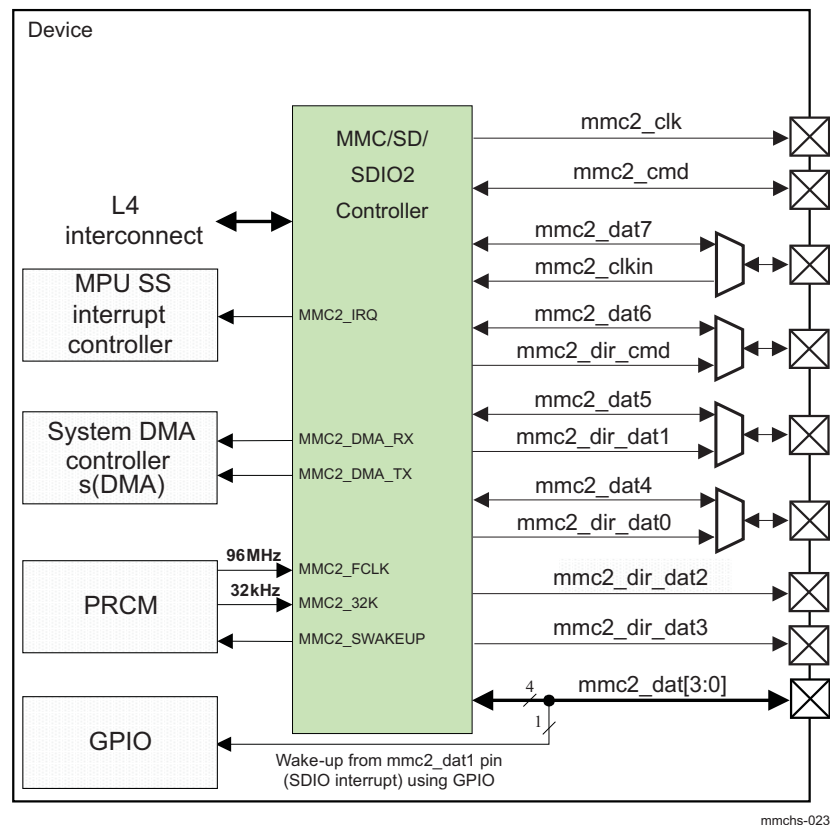 Device
MMC/SD/
SDIO2
Controller
L4
interconnect
MPU SS
interrupt
controller
System DMA
controller
s(DMA)
PRCM
GPIO
MMC2_IRQ
MMC2_DMA_RX
MMC2_DMA_TX
96MHz
MMC2_FCLK
32kHz
MMC2_32K
MMC2_SWAKEUP
mmc2_clk
mmc2_cmd
mmc2_dat7
mmc2_clkin
mmc2_dat6
mmc2_dir_cmd
mmc2_dat5
mmc2_dir_dat1
mmc2_dat4
mmc2_dir_dat0
mmc2_dir_dat2
mmc2_dir_dat3
4
mmc2_dat[3:0]
1
Wake-up from mmc2_dat1 pin
(SDIO interrupt) using GPIO
mmchs-023